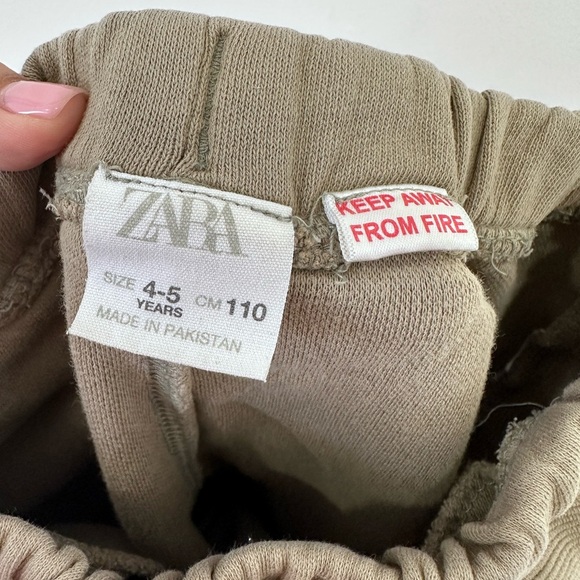 ZARA
SIZE 4-5 YEARS CM 110
MADE IN PAKISTAN
KEEP AWAY
FROM FIRE